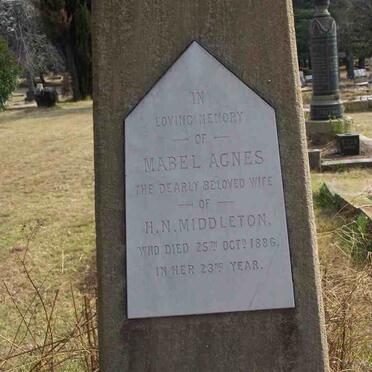 IN
LOVING MEMORY
OF
MABEL AGNES
THE DEARLY BELOVED WIFE
OF
H.N. MIDDLETON,
WHO DIED 25TH OCTR 1886,
IN HER 23RD YEAR.